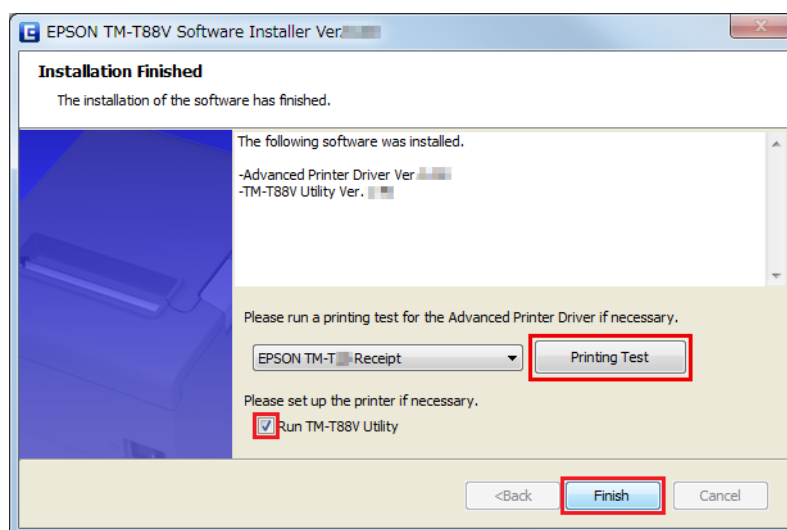 EPSON TM-T88V Software Installer Ver.
Installation Finished
The installation of the software has finished.
The following software was installed.
-Advanced Printer Driver Ver
-TM-T88V Utility Ver.
Please run a printing test for the Advanced Printer Driver if necessary.
EPSON TM-T Receipt
Printing Test
Please set up the printer if necessary.
Run TM-T88V Utility
<Back
Finish
Cancel